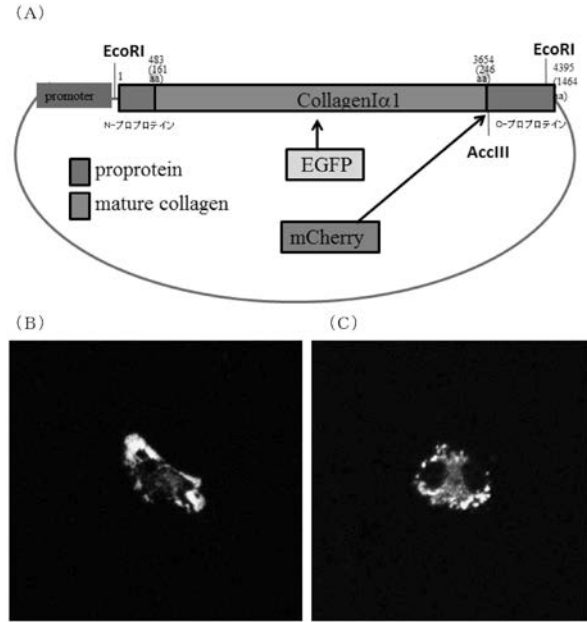 （A）
EcoRI
EcoRI
1
483
(161
aa)
3654
(246
aa)
4395
(1464
aa)
promoter
CollagenIα1
N-プロプロテイン
O-プロプロテイン
AccIII
EGFP
proprotein
mature collagen
mCherry
（B）
（C）